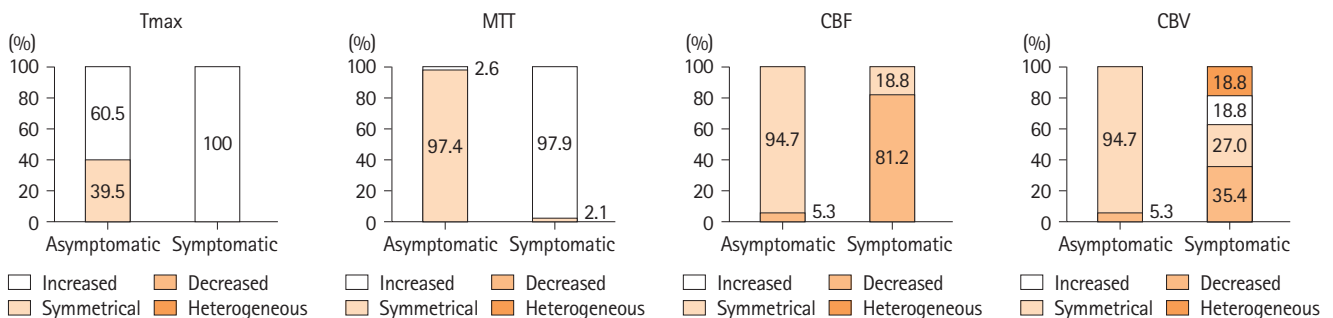 Tmax
(%)
100
80
60
40
20
0
60.5
39.5
100
Asymptomatic Symptomatic
Increased Decreased
Symmetrical Heterogeneous
MTT
(%)
100
80
60
40
20
0
2.6
97.4
97.9
2.1
Asymptomatic Symptomatic
Increased Decreased
Symmetrical Heterogeneous
CBF
(%)
100
80
60
40
20
0
94.7
5.3
18.8
81.2
Asymptomatic Symptomatic
Increased Decreased
Symmetrical Heterogeneous
CBV
(%)
100
80
60
40
20
0
94.7
5.3
18.8
18.8
27.0
35.4
Asymptomatic Symptomatic
Increased Decreased
Symmetrical Heterogeneous